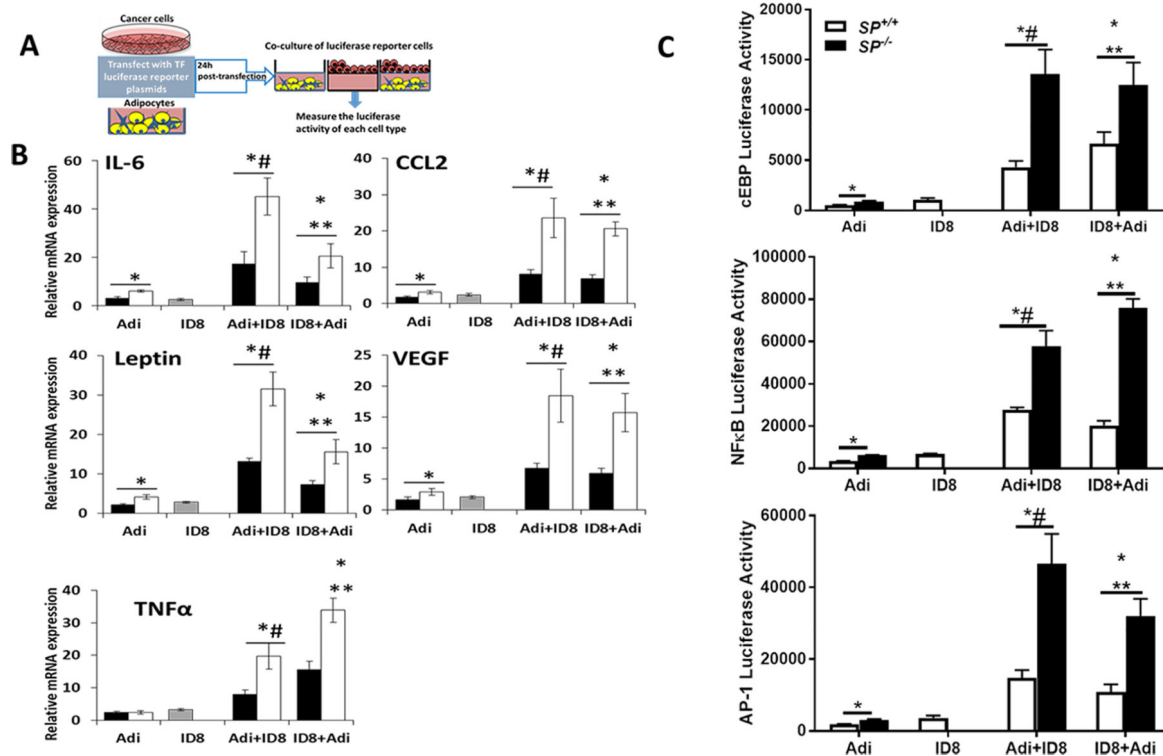 A
Cancer cells
Transfect with TF
luciferase reporter
plasmids
Adipocytes
24h
post-transfection
Co-culture of luciferase reporter cells
Measure the luciferase
activity of each cell type
B
Relative mRNA expression
IL-6
60
40
20
0
*
*#
*
**
Adi ID8 Adi+ID8 ID8+Adi
CCL2
40
30
20
10
0
*
*#
*
**
Adi ID8 Adi+ID8 ID8+Adi
Relative mRNA expression
Leptin
40
30
20
10
0
*
*#
*
**
Adi ID8 Adi+ID8 ID8+Adi
VEGF
25
20
15
10
5
0
*
*#
*
**
Adi ID8 Adi+ID8 ID8+Adi
Relative mRNA expression
TNFα
40
30
20
10
0
*#
*
**
Adi ID8 Adi+ID8 ID8+Adi
C
cEBP Luciferase Activity
20000
15000
10000
5000
0
SP+/+
SP-/-
*
*#
*
**
Adi ID8 Adi+ID8 ID8+Adi
NFκB Luciferase Activity
100000
80000
60000
40000
20000
0
*
*#
*
**
Adi ID8 Adi+ID8 ID8+Adi
AP-1 Luciferase Activity
60000
40000
20000
0
*
*#
*
**
Adi ID8 Adi+ID8 ID8+Adi